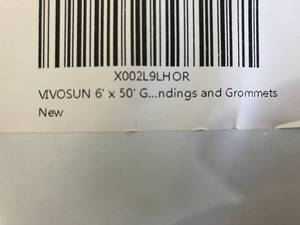 X002L9LHOR
VIVOSUN 6' x 50' G...ndings and Grommets
New